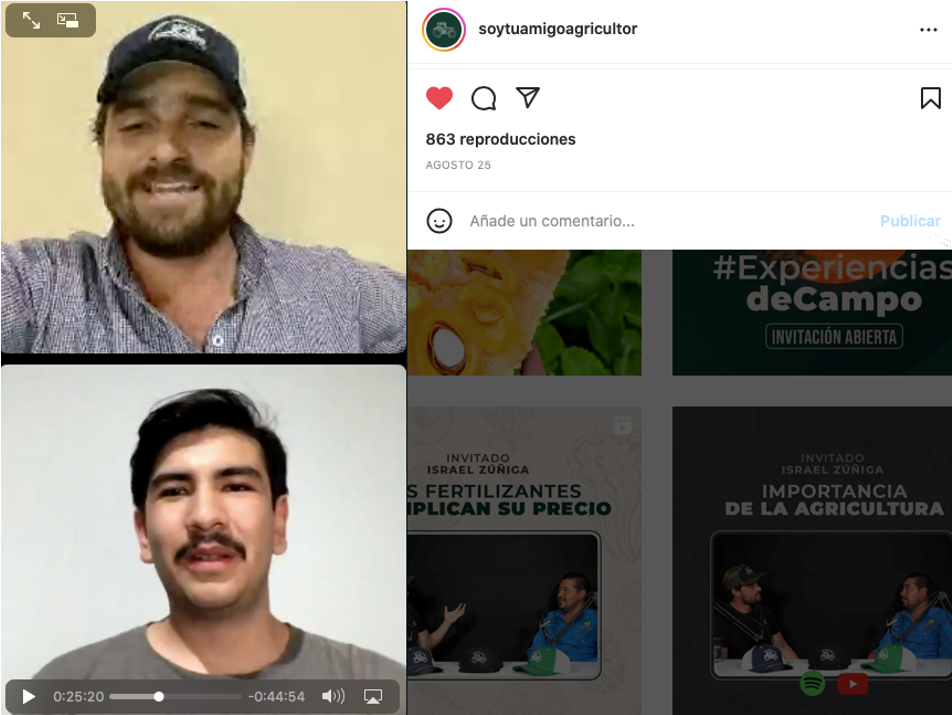 soytuamigoagricultor
863 reproducciones
AGOSTO 25
Añade un comentario...
Publicar
#Experiencias
deCampo
INVITACIÓN ABIERTA
INVITADO
ISRAEL ZÚÑIGA
S FERTILIZANTES
IPLICAN SU PRECIO
INVITADO
ISRAEL ZÚÑIGA
IMPORTANCIA
DE LA AGRICULTURA
0:25:20
-0:44:54